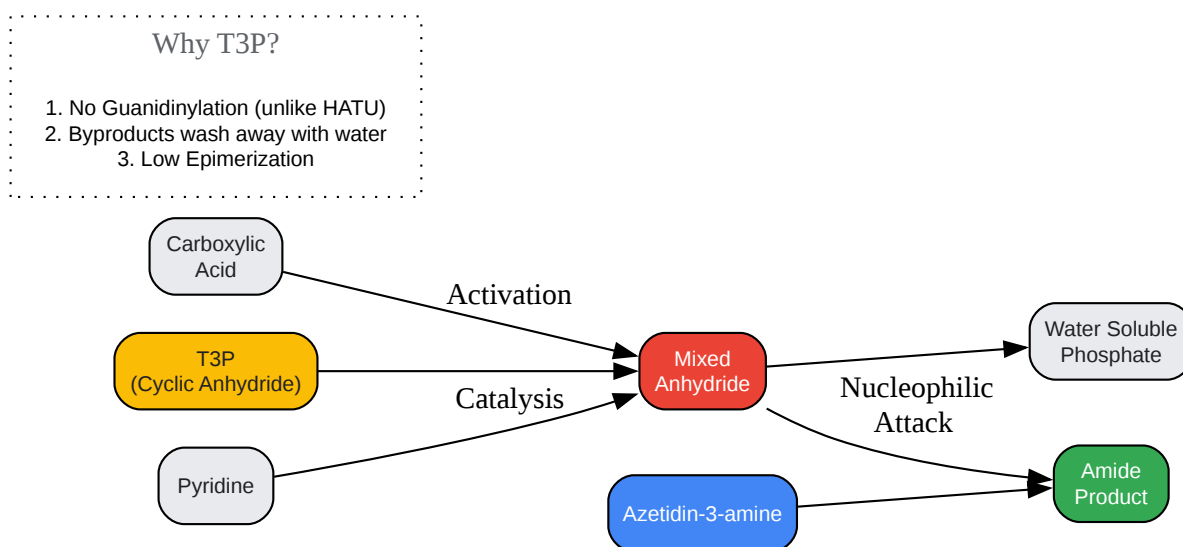 Why T3P?
1. No Guanidinylation (unlike HATU)
2. Byproducts wash away with water
3. Low Epimerization
Carboxylic
Acid
Activation
T3P
(Cyclic Anhydride)
Mixed
Anhydride
Water Soluble
Phosphate
Catalysis
Nucleophilic
Attack
Pyridine
Azetidin-3-amine
Amide
Product